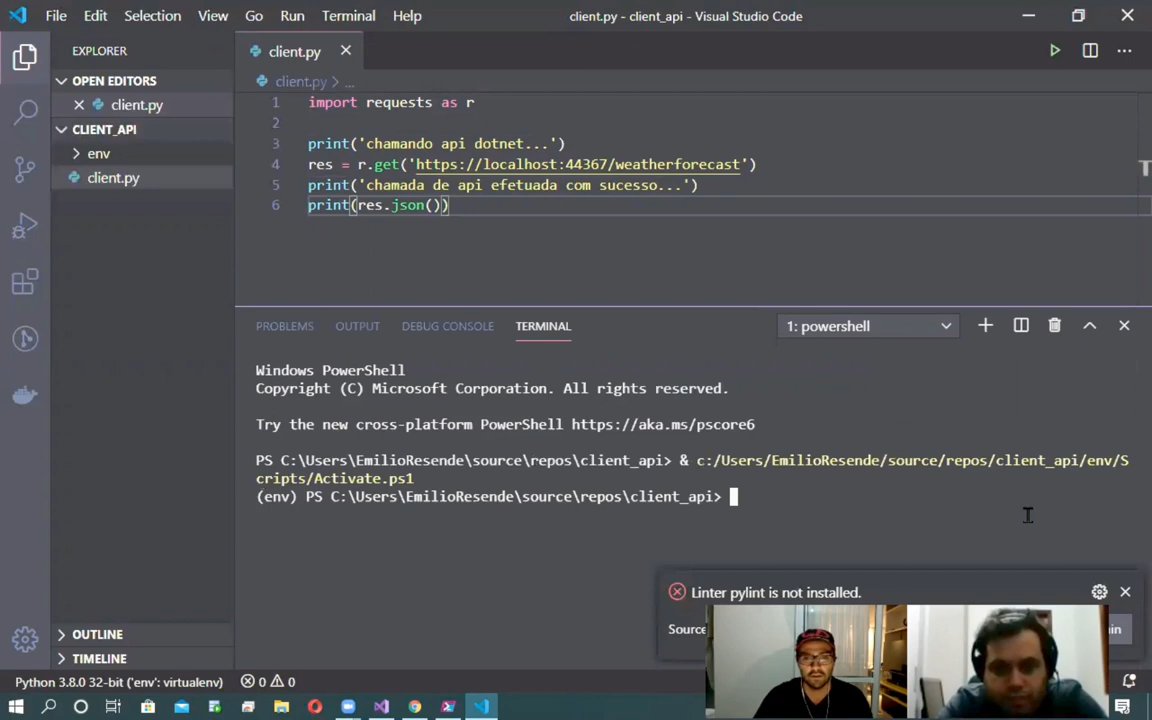 File Edit Selection View Go Run Terminal Help client.py - client_api - Visual Studio Code
EXPLORER
OPEN EDITORS
client.py
CLIENT_API
env
client.py
OUTLINE
TIMELINE
client.py
client.py > ...
1 import requests as r
2
3 print('chamando api dotnet...')
4 res = r.get('https://localhost:44367/weatherforecast')
5 print('chamada de api efetuada com sucesso...')
6 print(res.json())
PROBLEMS OUTPUT DEBUG CONSOLE TERMINAL 1: powershell
Windows PowerShell
Copyright (C) Microsoft Corporation. All rights reserved.
Try the new cross-platform PowerShell https://aka.ms/pscore6
PS C:\Users\EmilioResende\source\repos\client_api> & c:/Users/EmilioResende/source/repos/client_api/env/S
cripts/Activate.ps1
(env) PS C:\Users\EmilioResende\source\repos\client_api>
Linter pylint is not installed.
Source
Python 3.8.0 32-bit ('env': virtualenv) 0 0